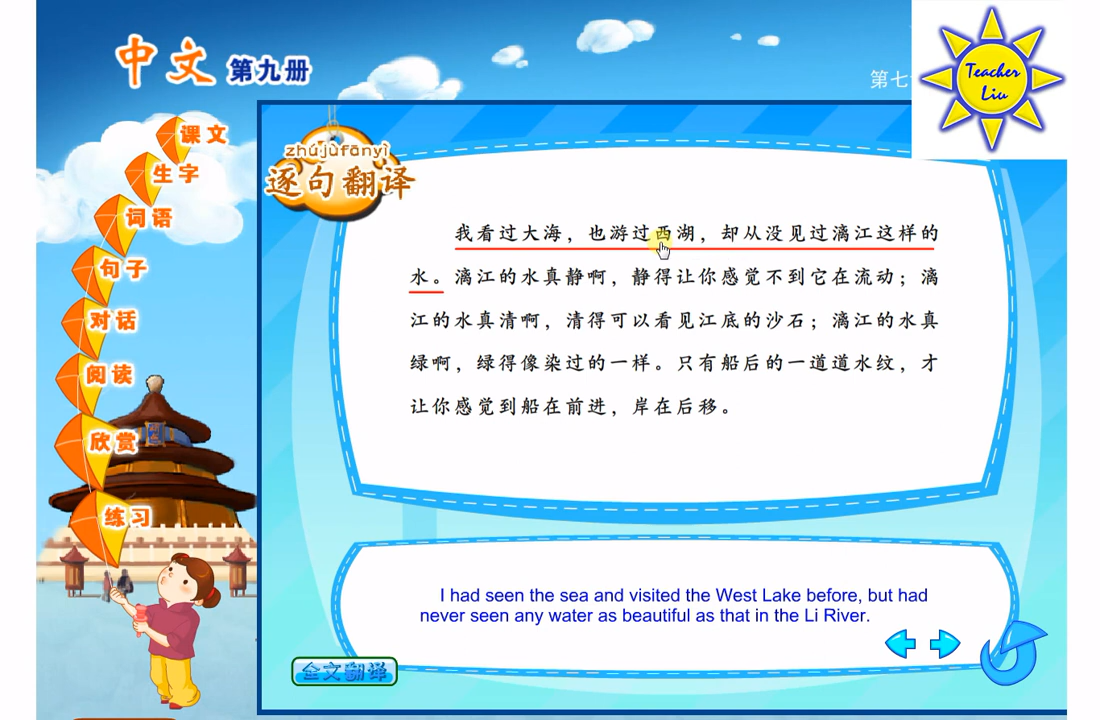 中文 第九册
第七
Teacher
Liu
课文
生字
词语
句子
对话
阅读
欣赏
练习
zhújùfānyì
逐句翻译
我看过大海，也游过西湖，却从没见过漓江这样的
水。漓江的水真静啊，静得让你感觉不到它在流动；漓
江的水真清啊，清得可以看见江底的沙石；漓江的水真
绿啊，绿得像染过的一样。只有船后的一道道水纹，才
让你感觉到船在前进，岸在后移。
I had seen the sea and visited the West Lake before, but had
never seen any water as beautiful as that in the Li River.
全文翻译